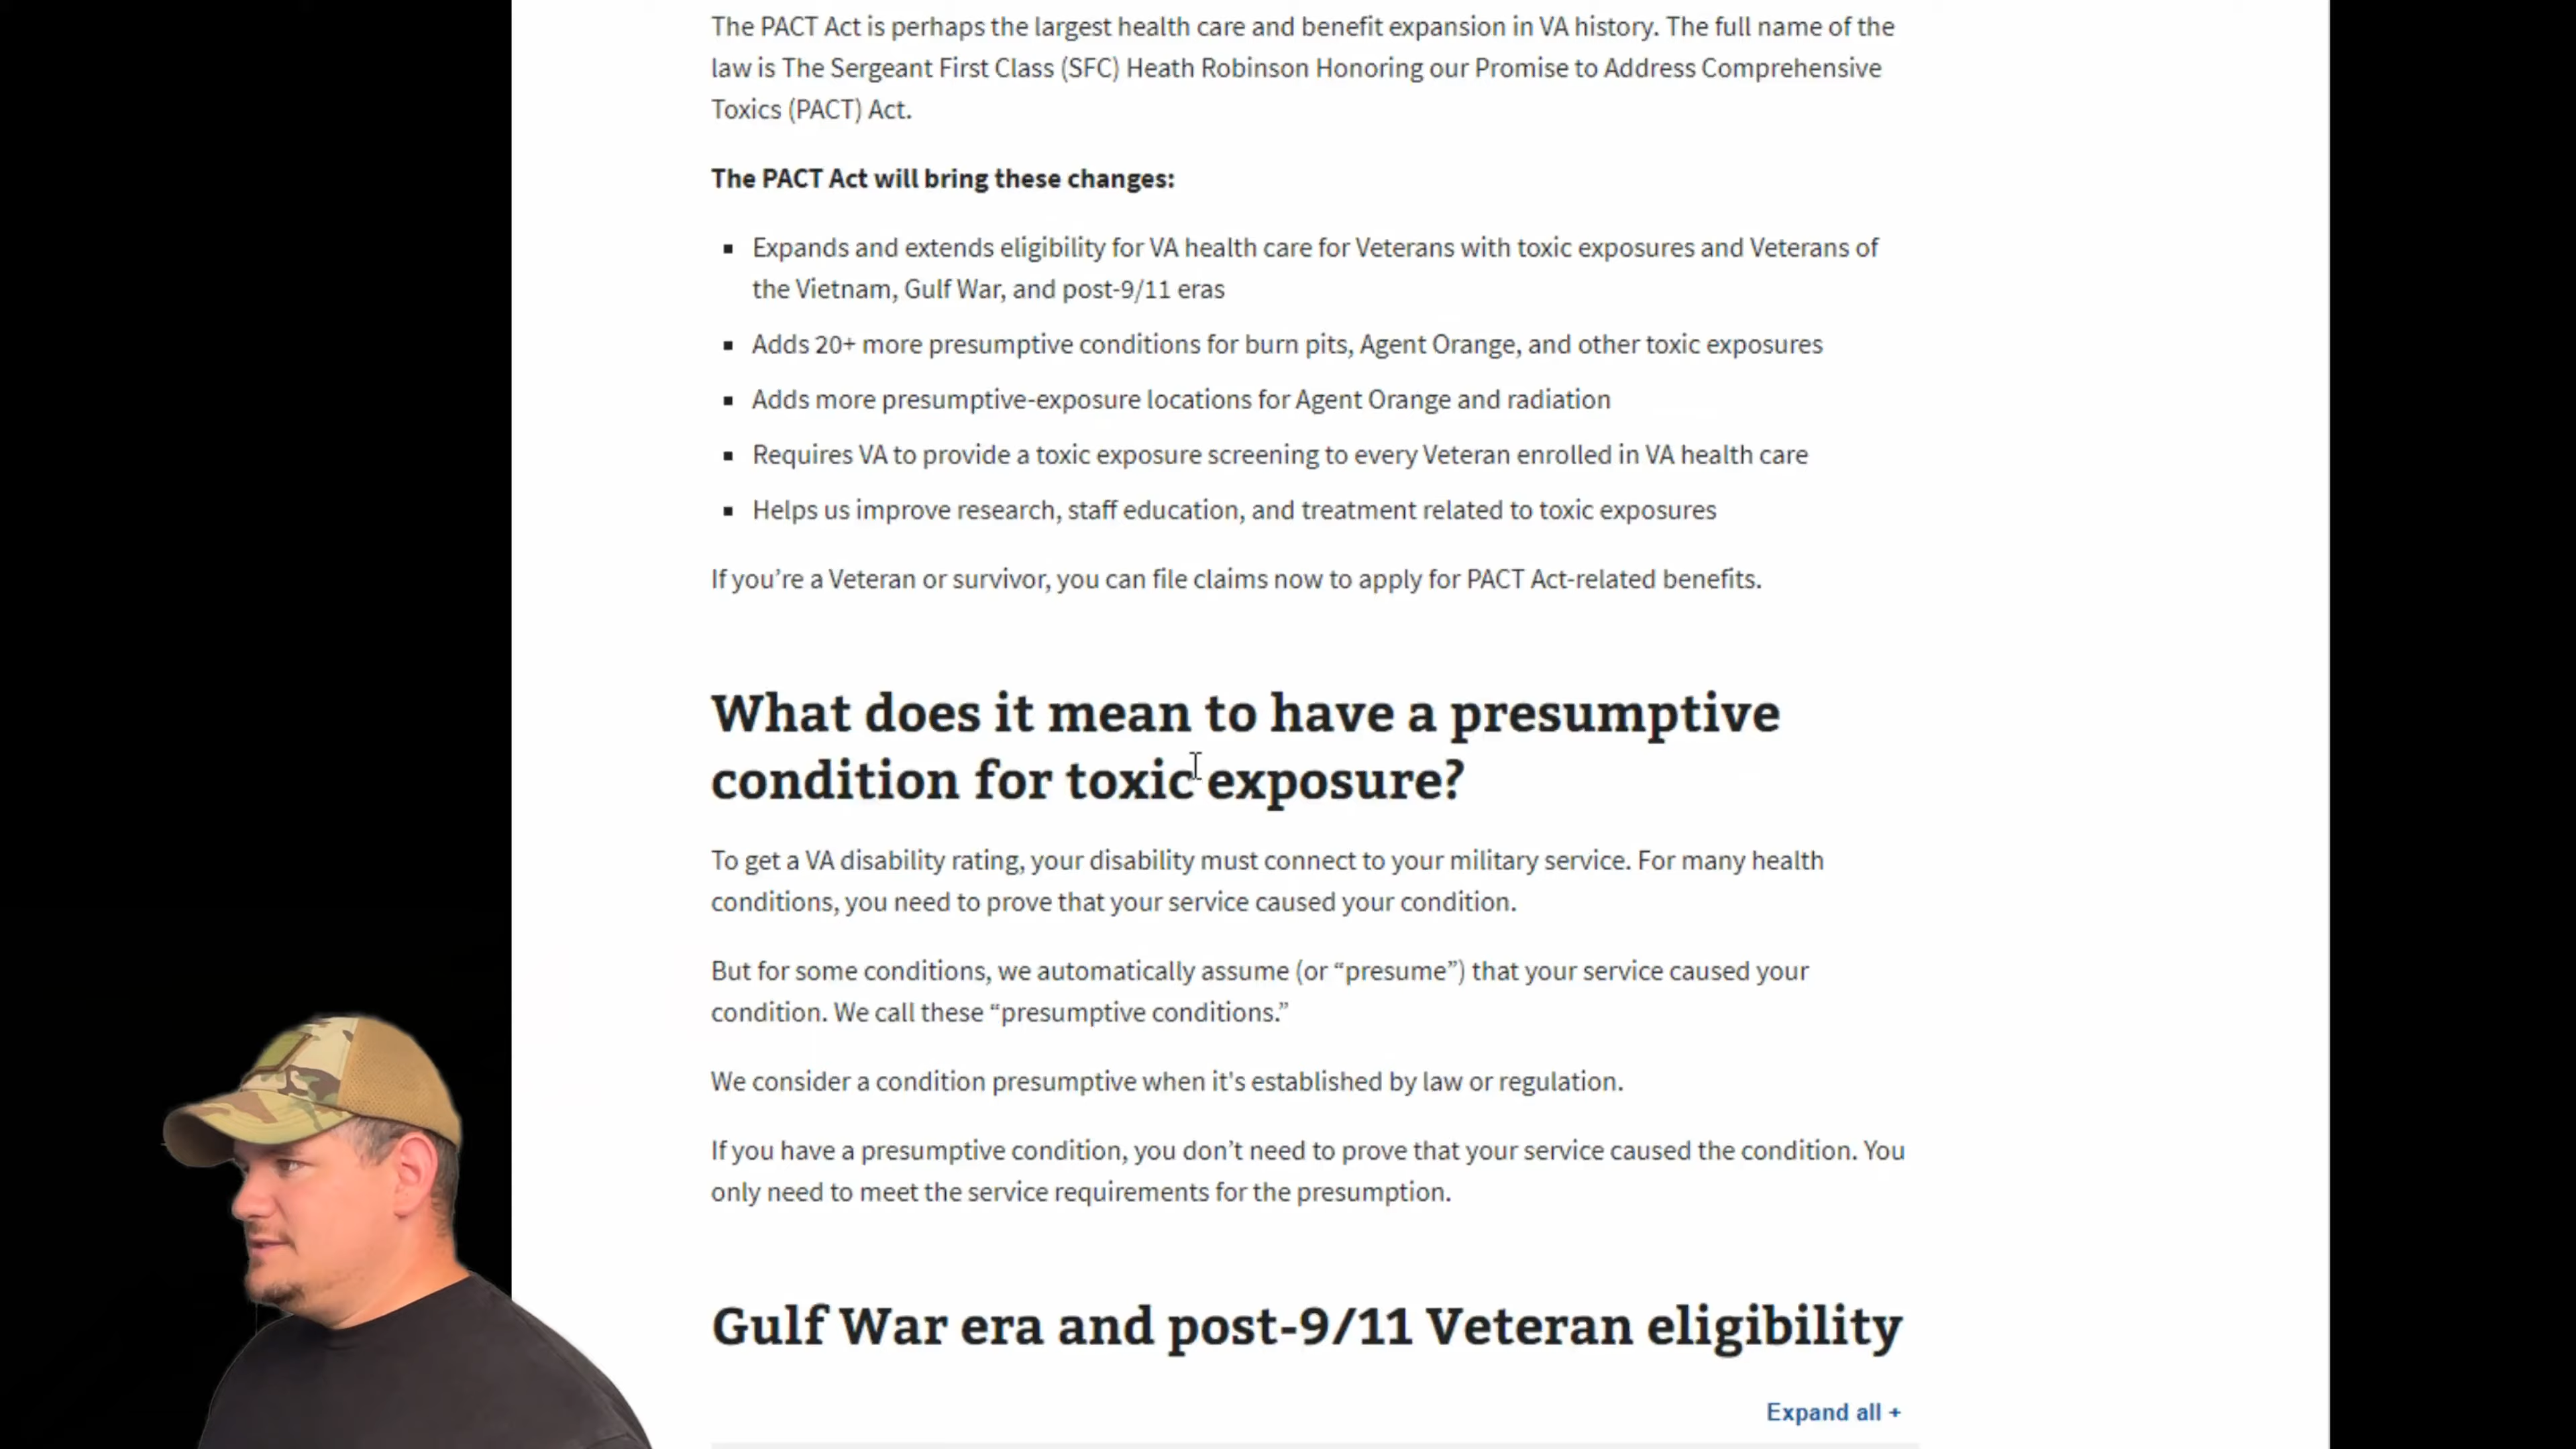 The PACT Act is perhaps the largest health care and benefit expansion in VA history. The full name of the
law is The Sergeant First Class (SFC) Heath Robinson Honoring our Promise to Address Comprehensive
Toxics (PACT) Act.
The PACT Act will bring these changes:
▪ Expands and extends eligibility for VA health care for Veterans with toxic exposures and Veterans of
the Vietnam, Gulf War, and post-9/11 eras
▪ Adds 20+ more presumptive conditions for burn pits, Agent Orange, and other toxic exposures
▪ Adds more presumptive-exposure locations for Agent Orange and radiation
▪ Requires VA to provide a toxic exposure screening to every Veteran enrolled in VA health care
▪ Helps us improve research, staff education, and treatment related to toxic exposures
If you’re a Veteran or survivor, you can file claims now to apply for PACT Act-related benefits.
What does it mean to have a presumptive
condition for toxic exposure?
To get a VA disability rating, your disability must connect to your military service. For many health
conditions, you need to prove that your service caused your condition.
But for some conditions, we automatically assume (or “presume”) that your service caused your
condition. We call these “presumptive conditions.”
We consider a condition presumptive when it's established by law or regulation.
If you have a presumptive condition, you don’t need to prove that your service caused the condition. You
only need to meet the service requirements for the presumption.
Gulf War era and post-9/11 Veteran eligibility
Expand all +